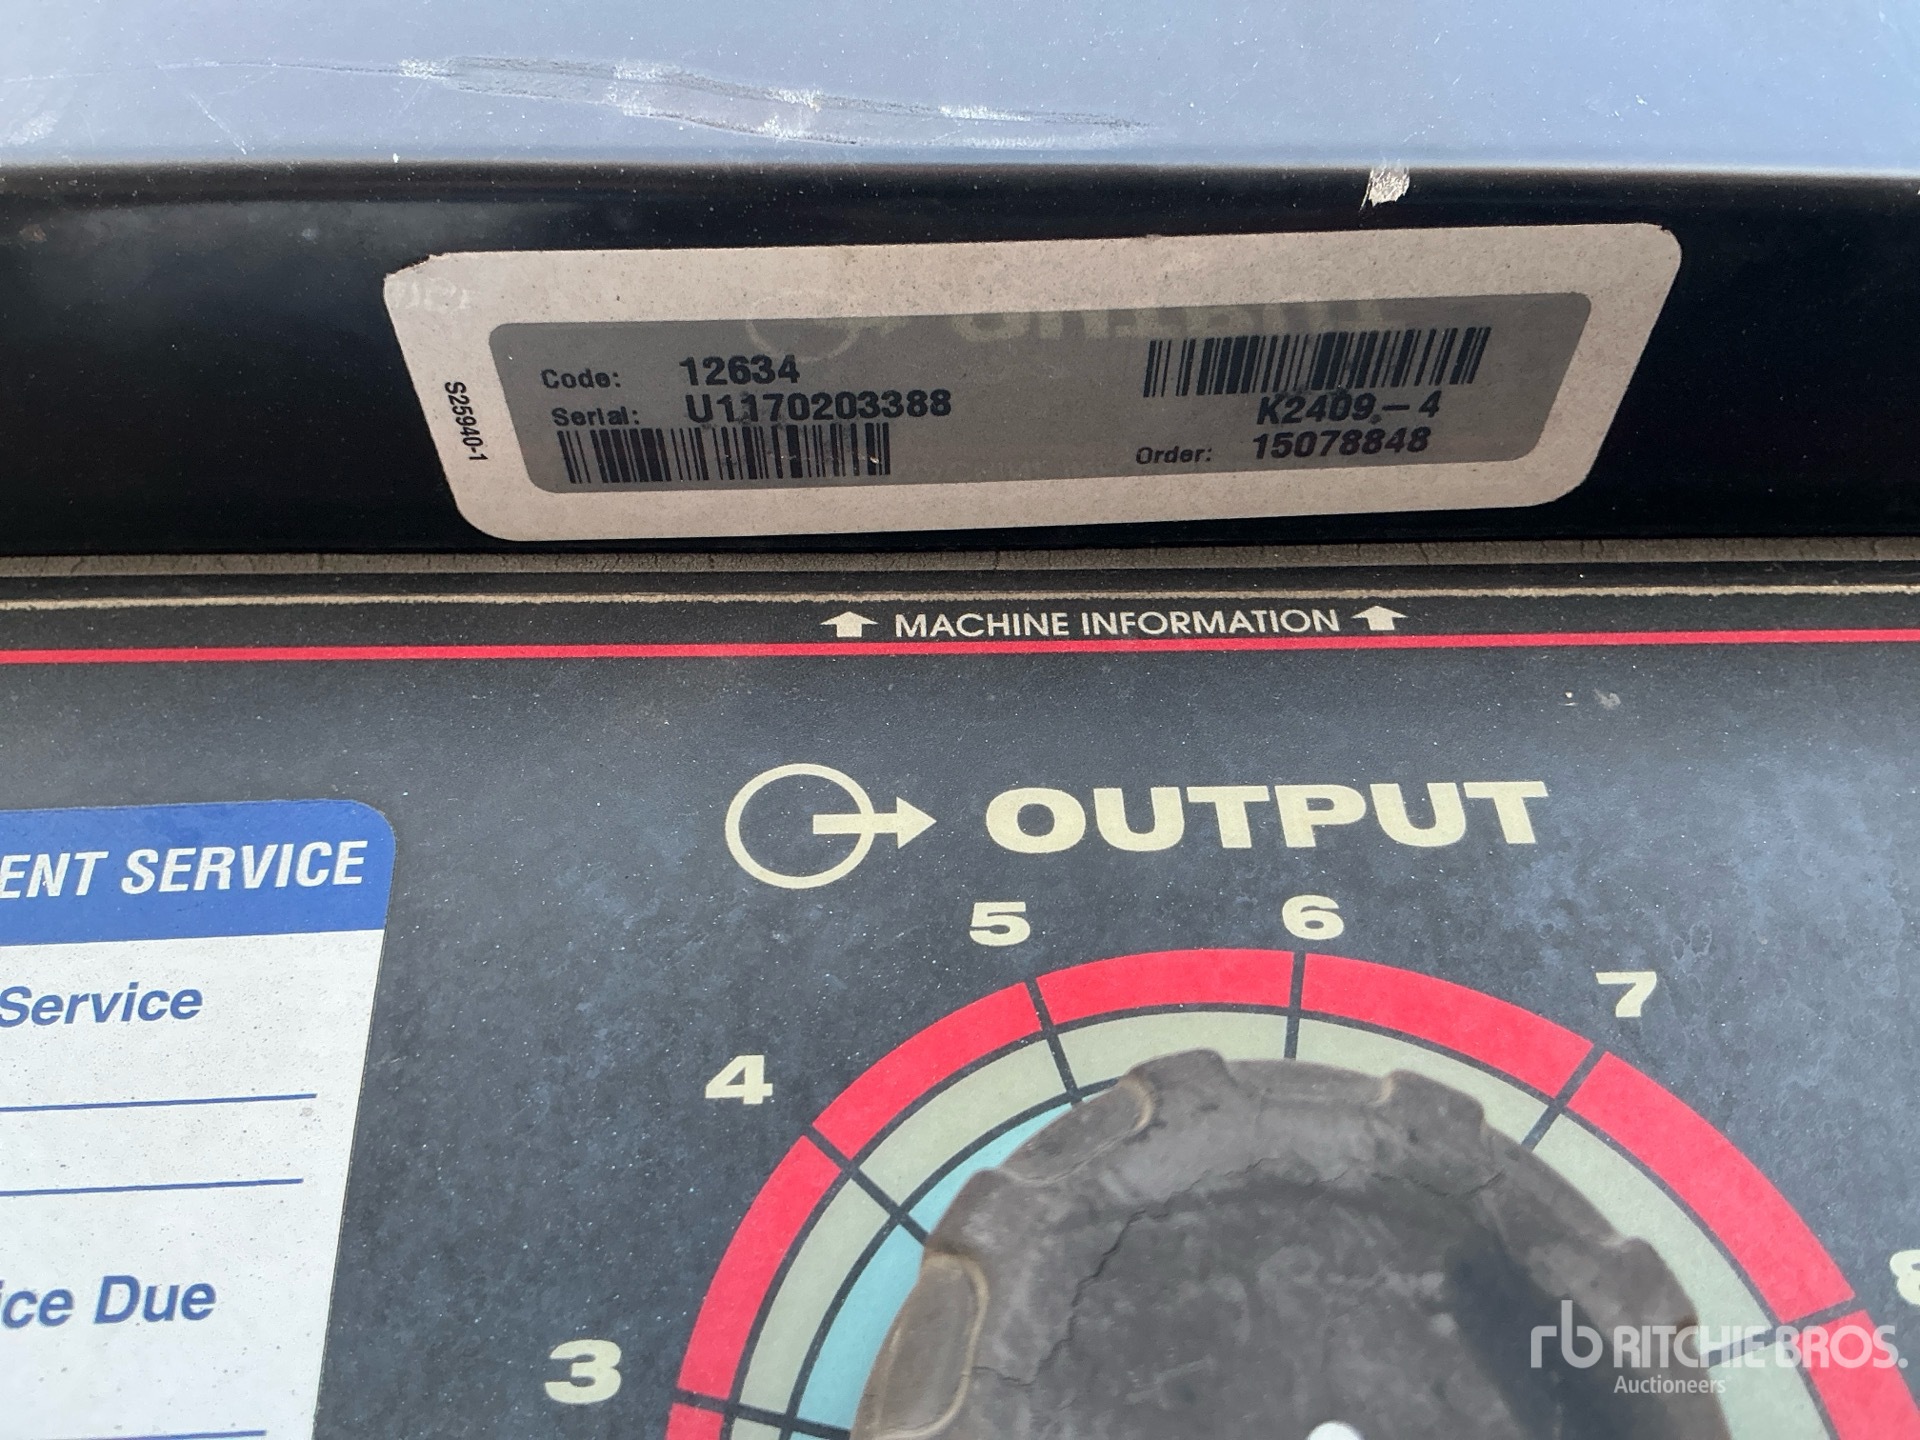 Code: 12634
Serial: U1170203388
K2409-4
Order: 15078848
S25940-1
MACHINE INFORMATION
OUTPUT
ENT SERVICE
Service
ice Due
3
4
5
6
7
8
rb RITCHIE BROS.
Auctioneers